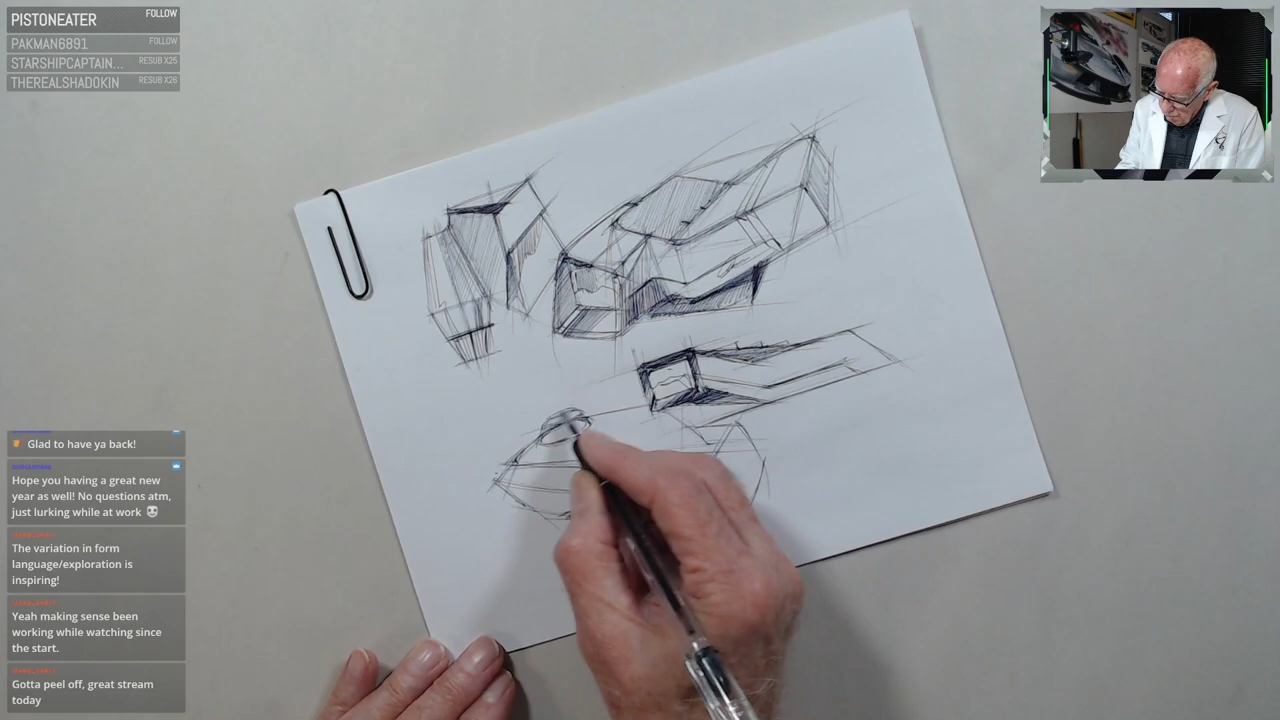 PISTONEATER FOLLOW
PAKMAN6891 FOLLOW
STARSHIPCAPTAIN... RESUB X25
THEREALSHADOKIN RESUB X26
Glad to have ya back!
Hope you having a great new
year as well! No questions atm,
just lurking while at work
The variation in form
language/exploration is
inspiring!
Yeah making sense been
working while watching since
the start.
Gotta peel off, great stream
today